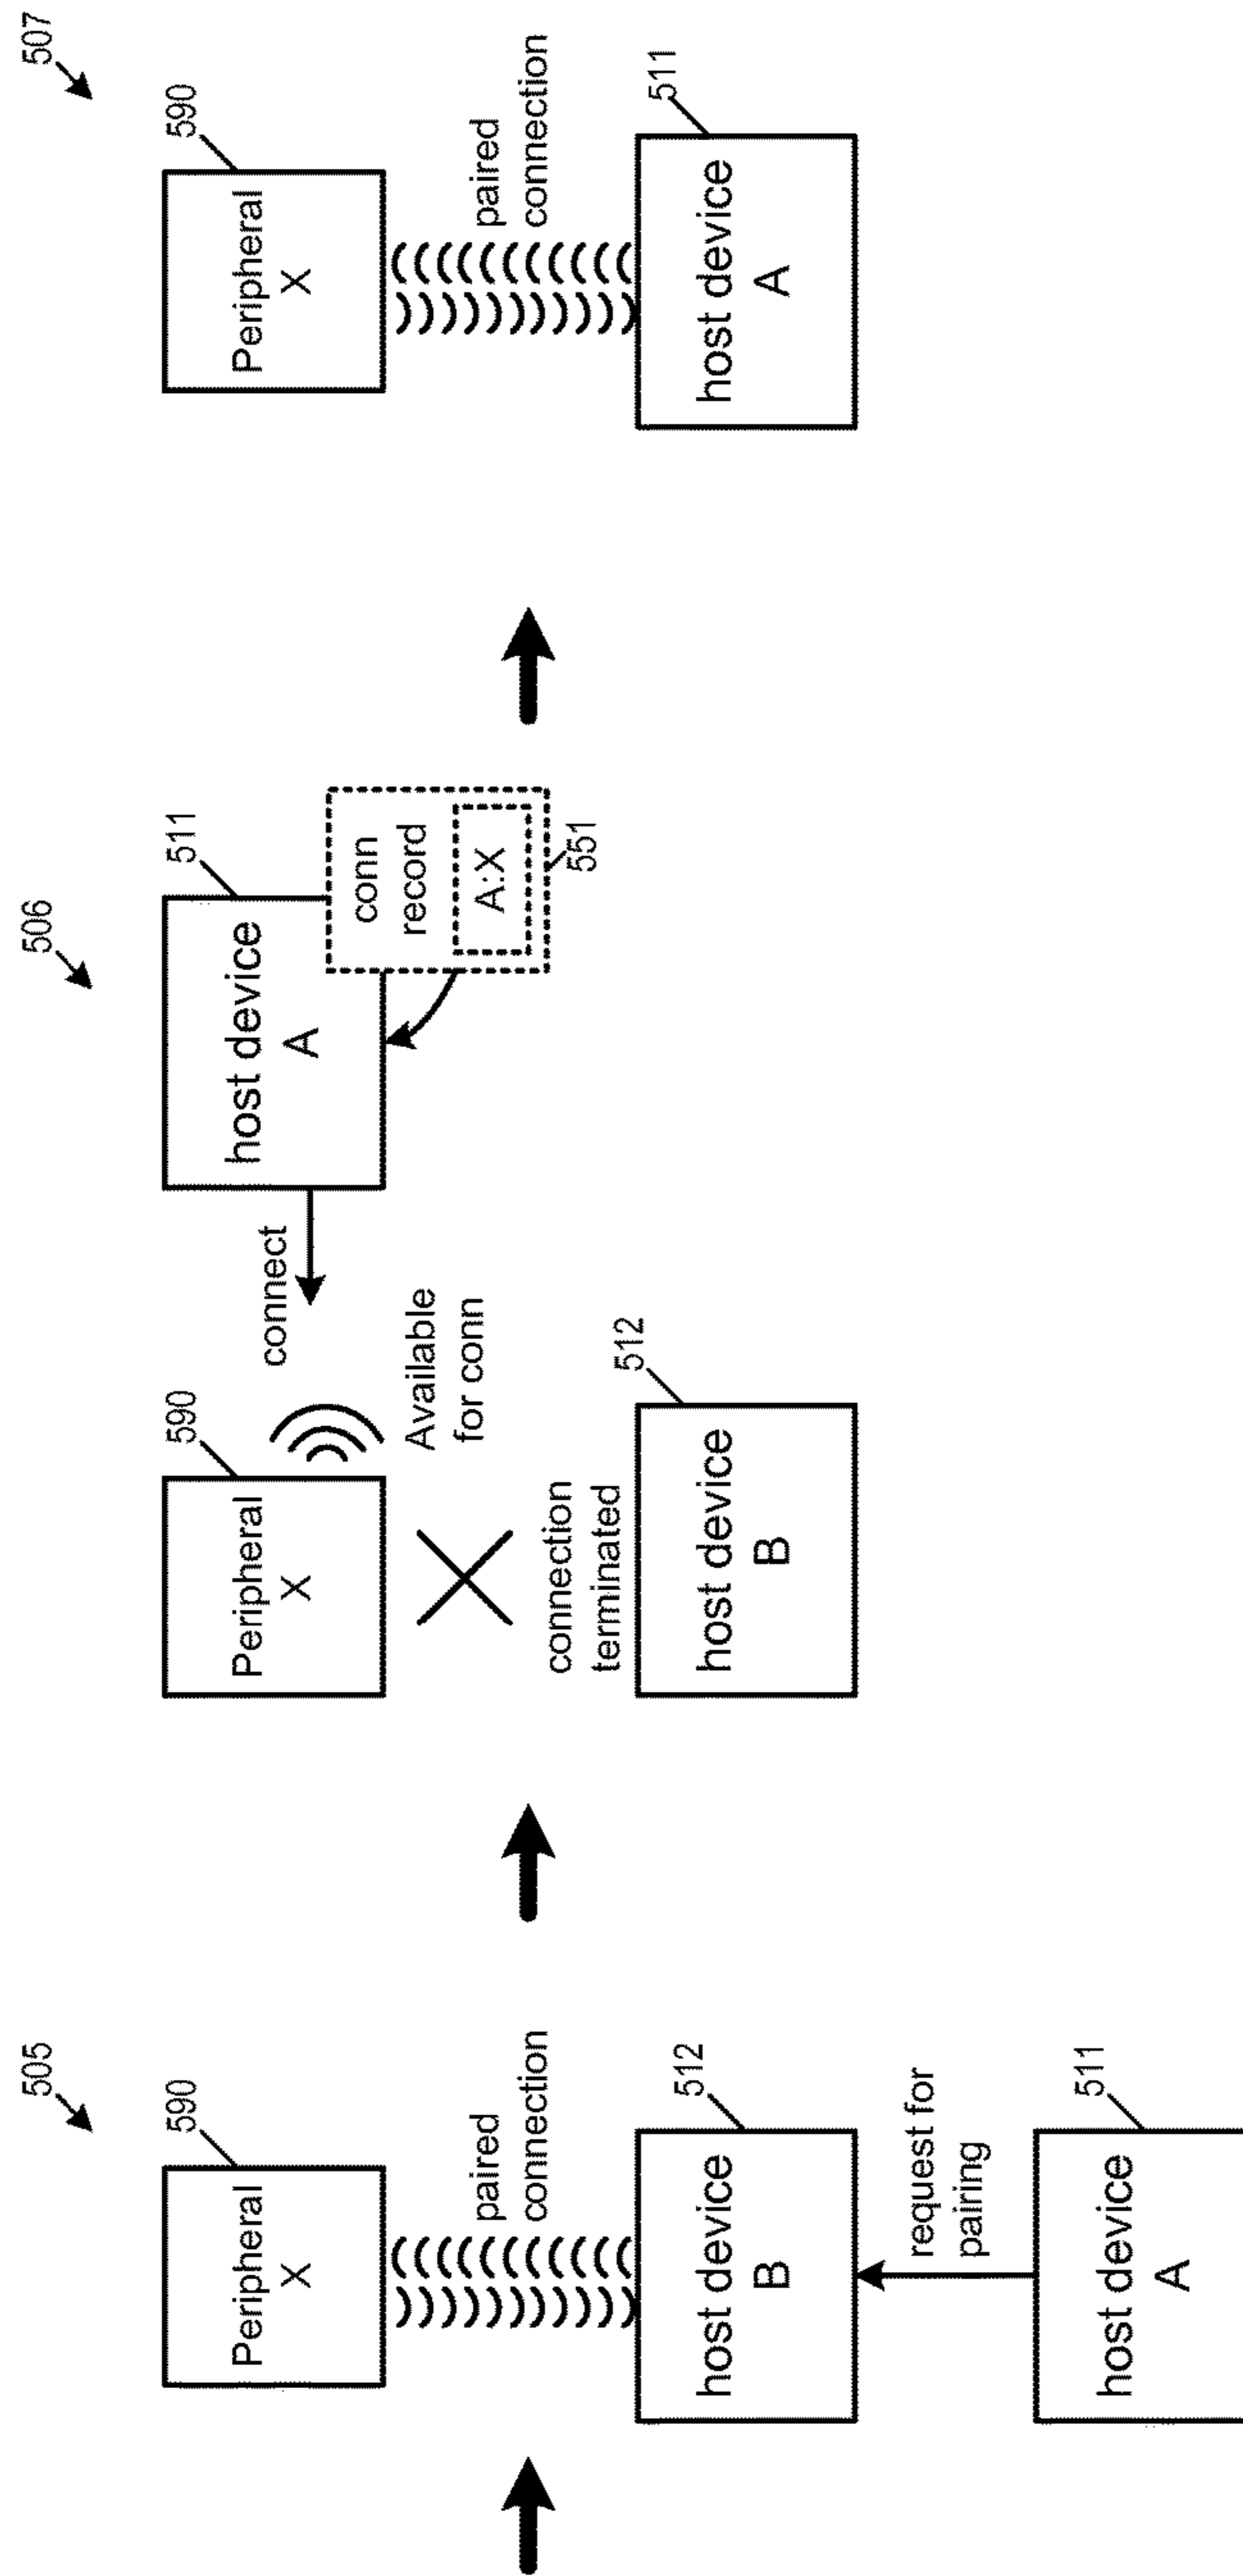 505
590
Peripheral
X
paired
connection
512
host device
B
request for
pairing
511
host device
A
506
590
Peripheral
X
Available
for conn
connect
connection
terminated
512
host device
B
511
host device
A
conn
record
A:X
551
507
590
Peripheral
X
paired
connection
511
host device
A